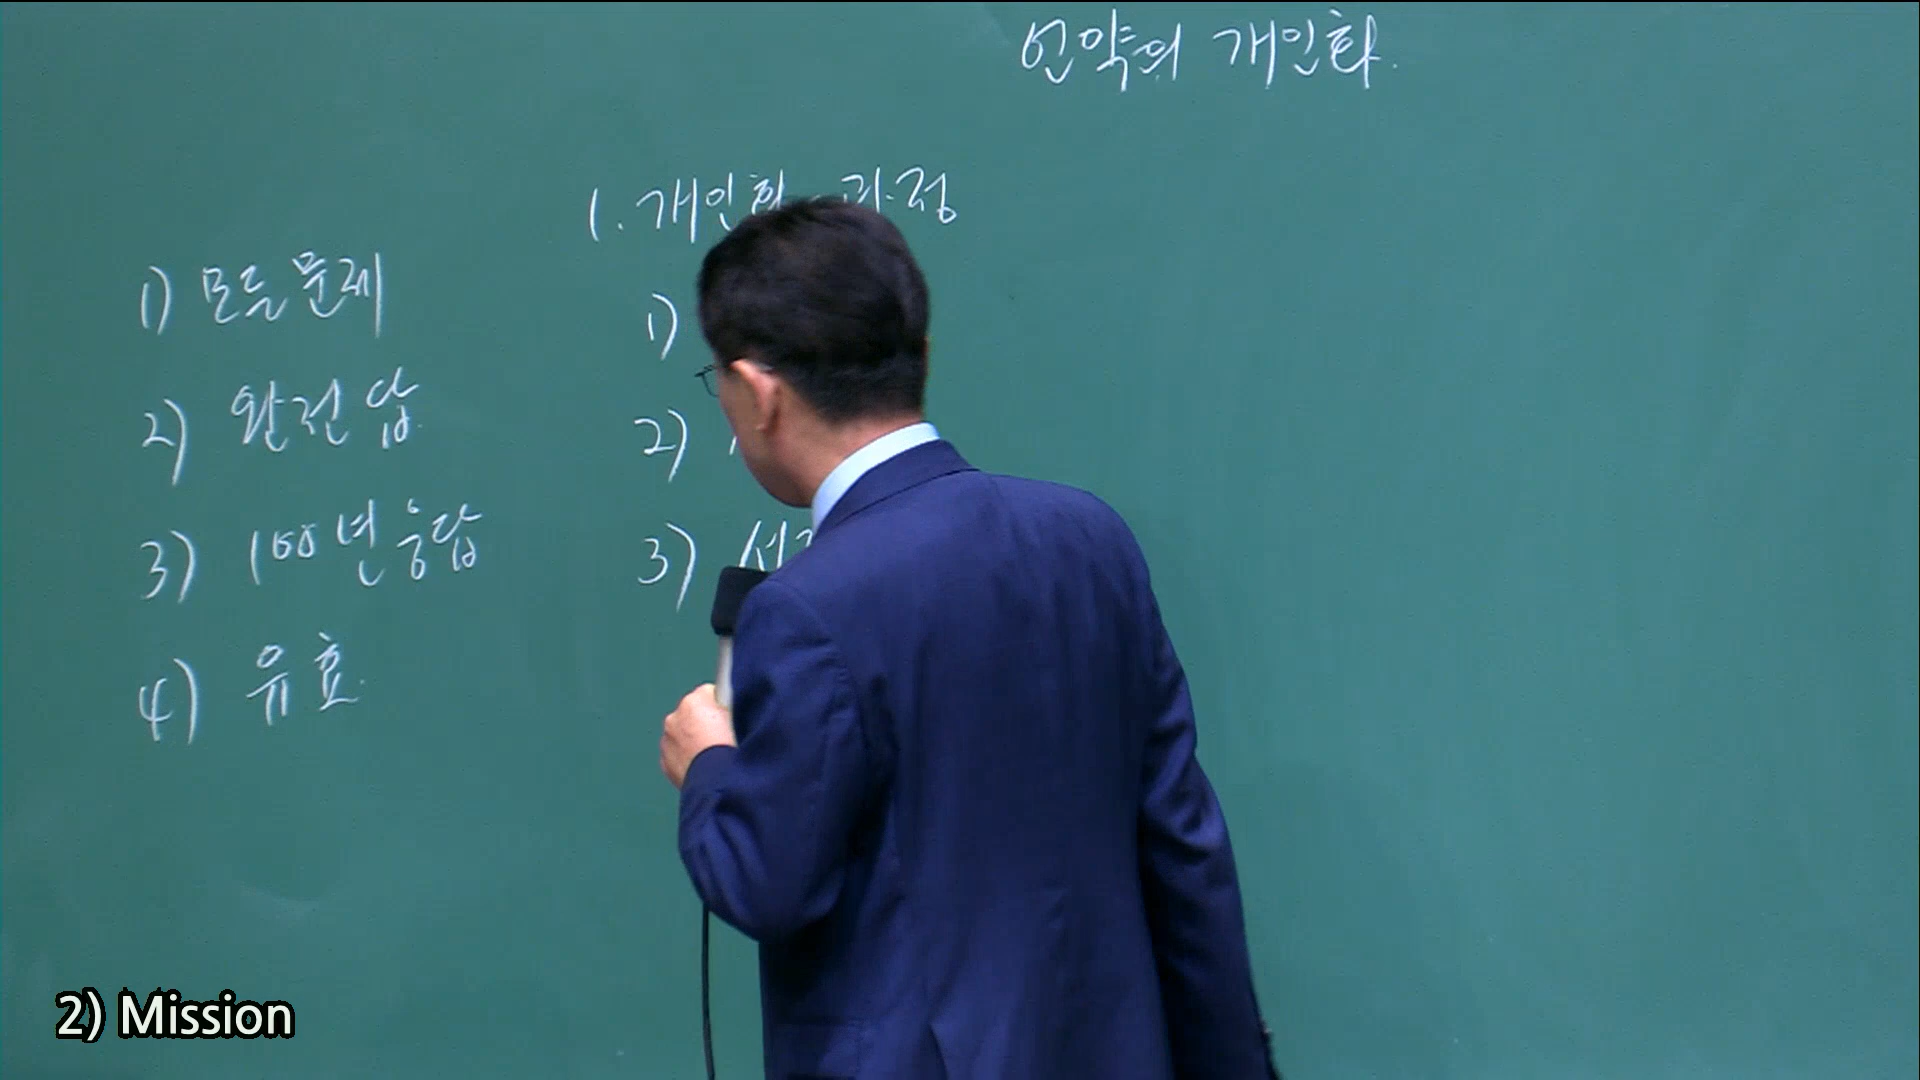 언약의 개인화.
1) 모든 문제
2) 완전 답.
3) 100년 응답
4) 유효.
1. 개인화 과정
1)
2)
3)
2) Mission